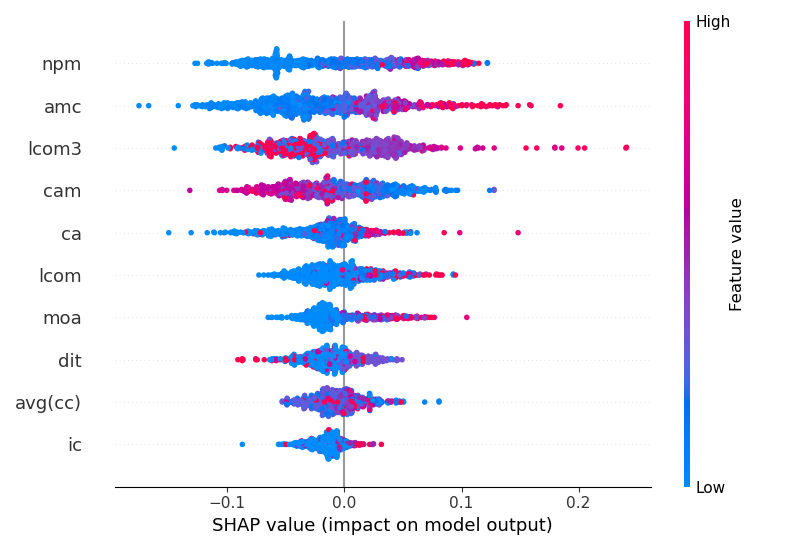 High
npm
amc
lcom3
cam
ca
lcom
moa
dit
avg(cc)
ic
Feature value
Low
−0.1 0.0 0.1 0.2
SHAP value (impact on model output)